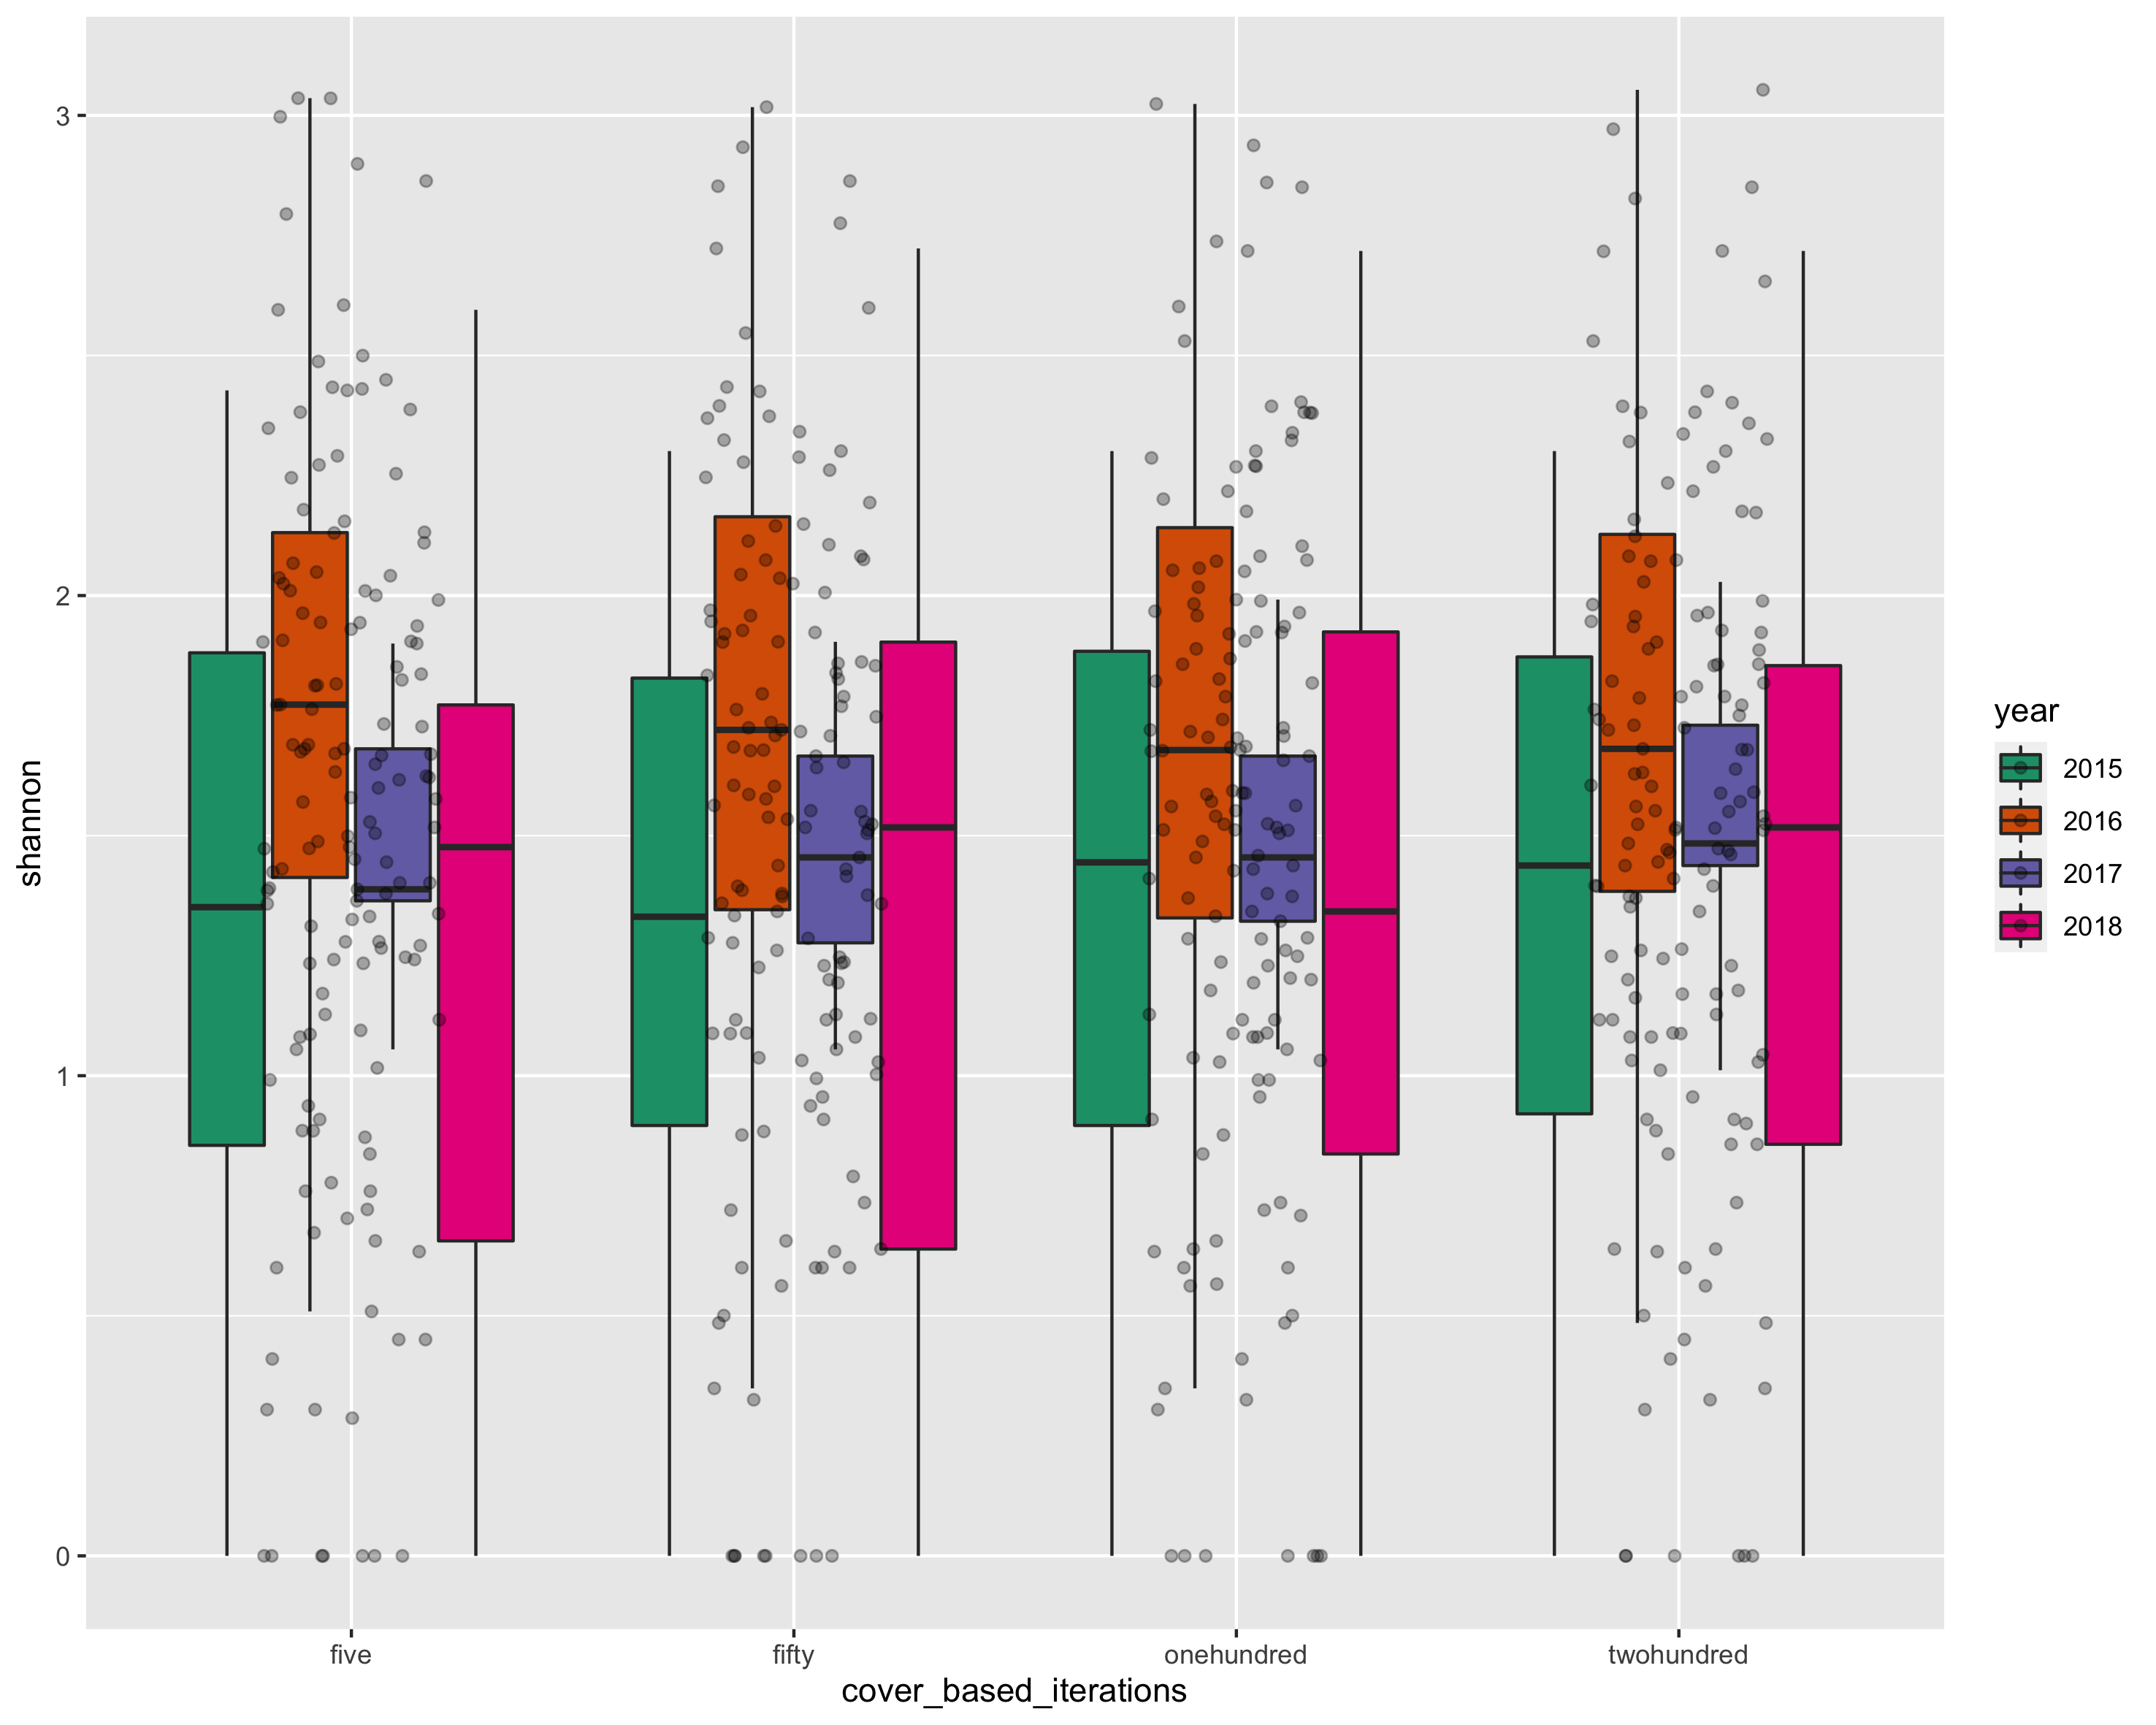 3
2
1
0
shannon
five
fifty
onehundred
twohundred
cover_based_iterations
year
2015
2016
2017
2018